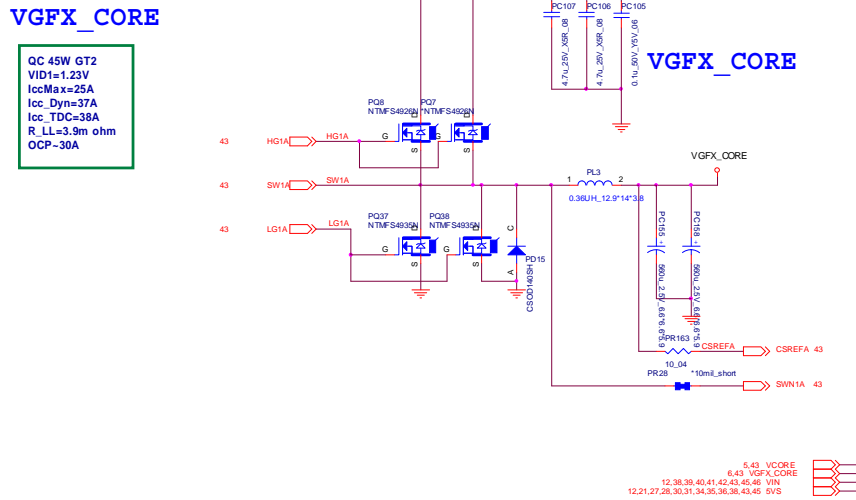 VGFX_CORE
QC 45W GT2
VID1=1.23V
IccMax=25A
Icc_Dyn=37A
Icc_TDC=38A
R_LL=3.9m ohm
OCP~30A
PC107
PC106
PC105
4.7u_25V_X5R_08
4.7u_25V_X5R_08
0.1u_50V_Y5V_06
VGFX_CORE
PQ8
NTMFS4926N
PQ7
*NTMFS4926N
D
D
G
G
S
S
43 HG1A
HG1A
43 SW1A
SW1A
43 LG1A
LG1A
PQ37
NTMFS4935N
PQ38
NTMFS4935N
D
D
G
G
S
S
C
A
PD15
CSOD140SH
1
PL3
2
0.36UH_12.9*14*3.8
VGFX_CORE
PC155
+
560u_2.5V_6.6*6.6*5.9
PC158
+
560u_2.5V_6.6*6.6*5.9
PR163
10_04
CSREFA
CSREFA 43
PR28
*10mil_short
SWN1A 43
5,43 VCORE
6,43 VGFX_CORE
12,38,39,40,41,42,43,45,46 VIN
12,21,27,28,30,31,34,35,36,38,43,45 5VS